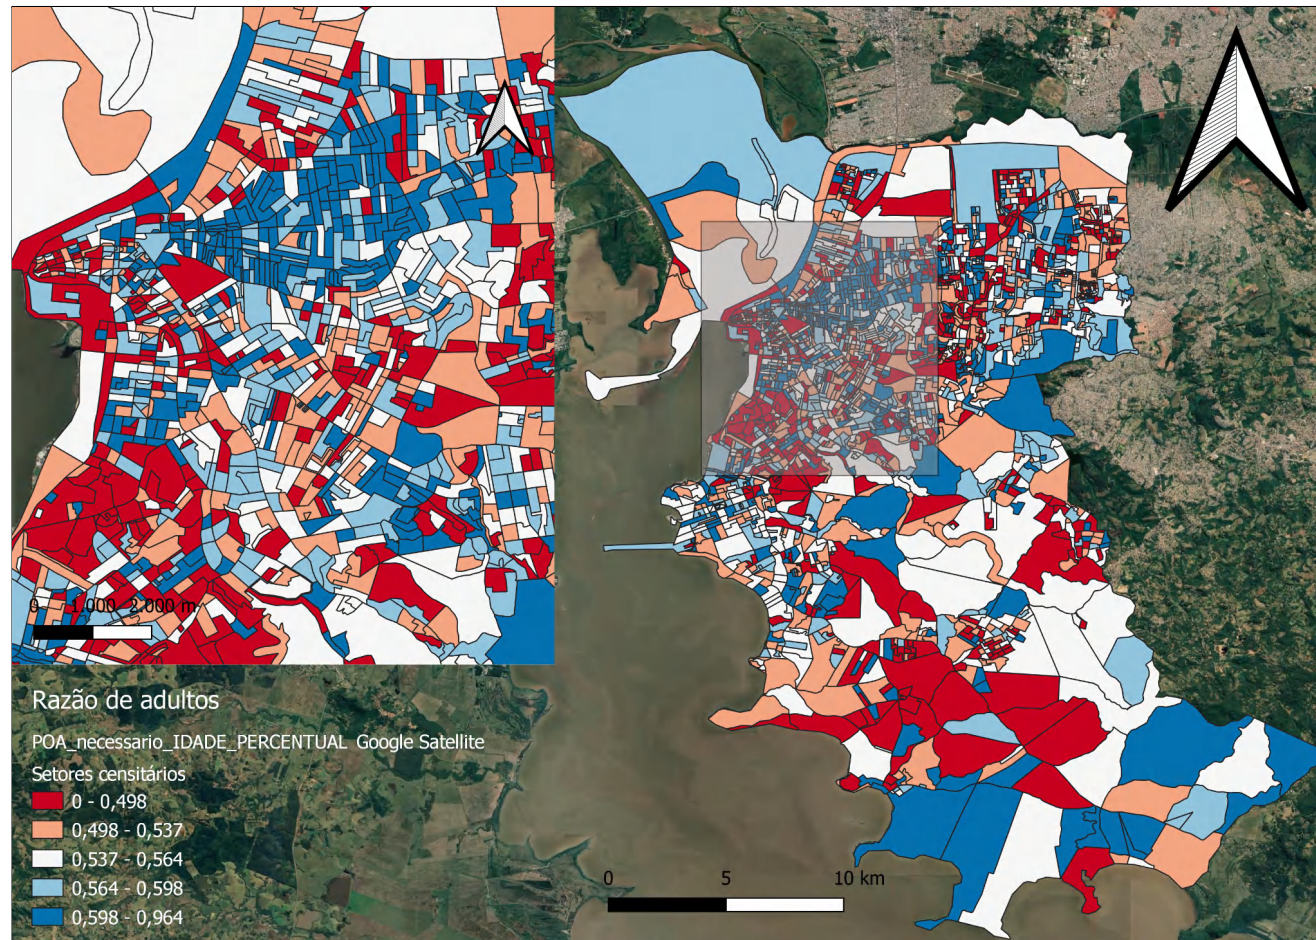 0 1.000 2.000 m
Razão de adultos
POA_necessario_IDADE_PERCENTUAL Google Satellite
Setores censitários
0 - 0,498
0,498 - 0,537
0,537 - 0,564
0,564 - 0,598
0,598 - 0,964
0 5 10 km